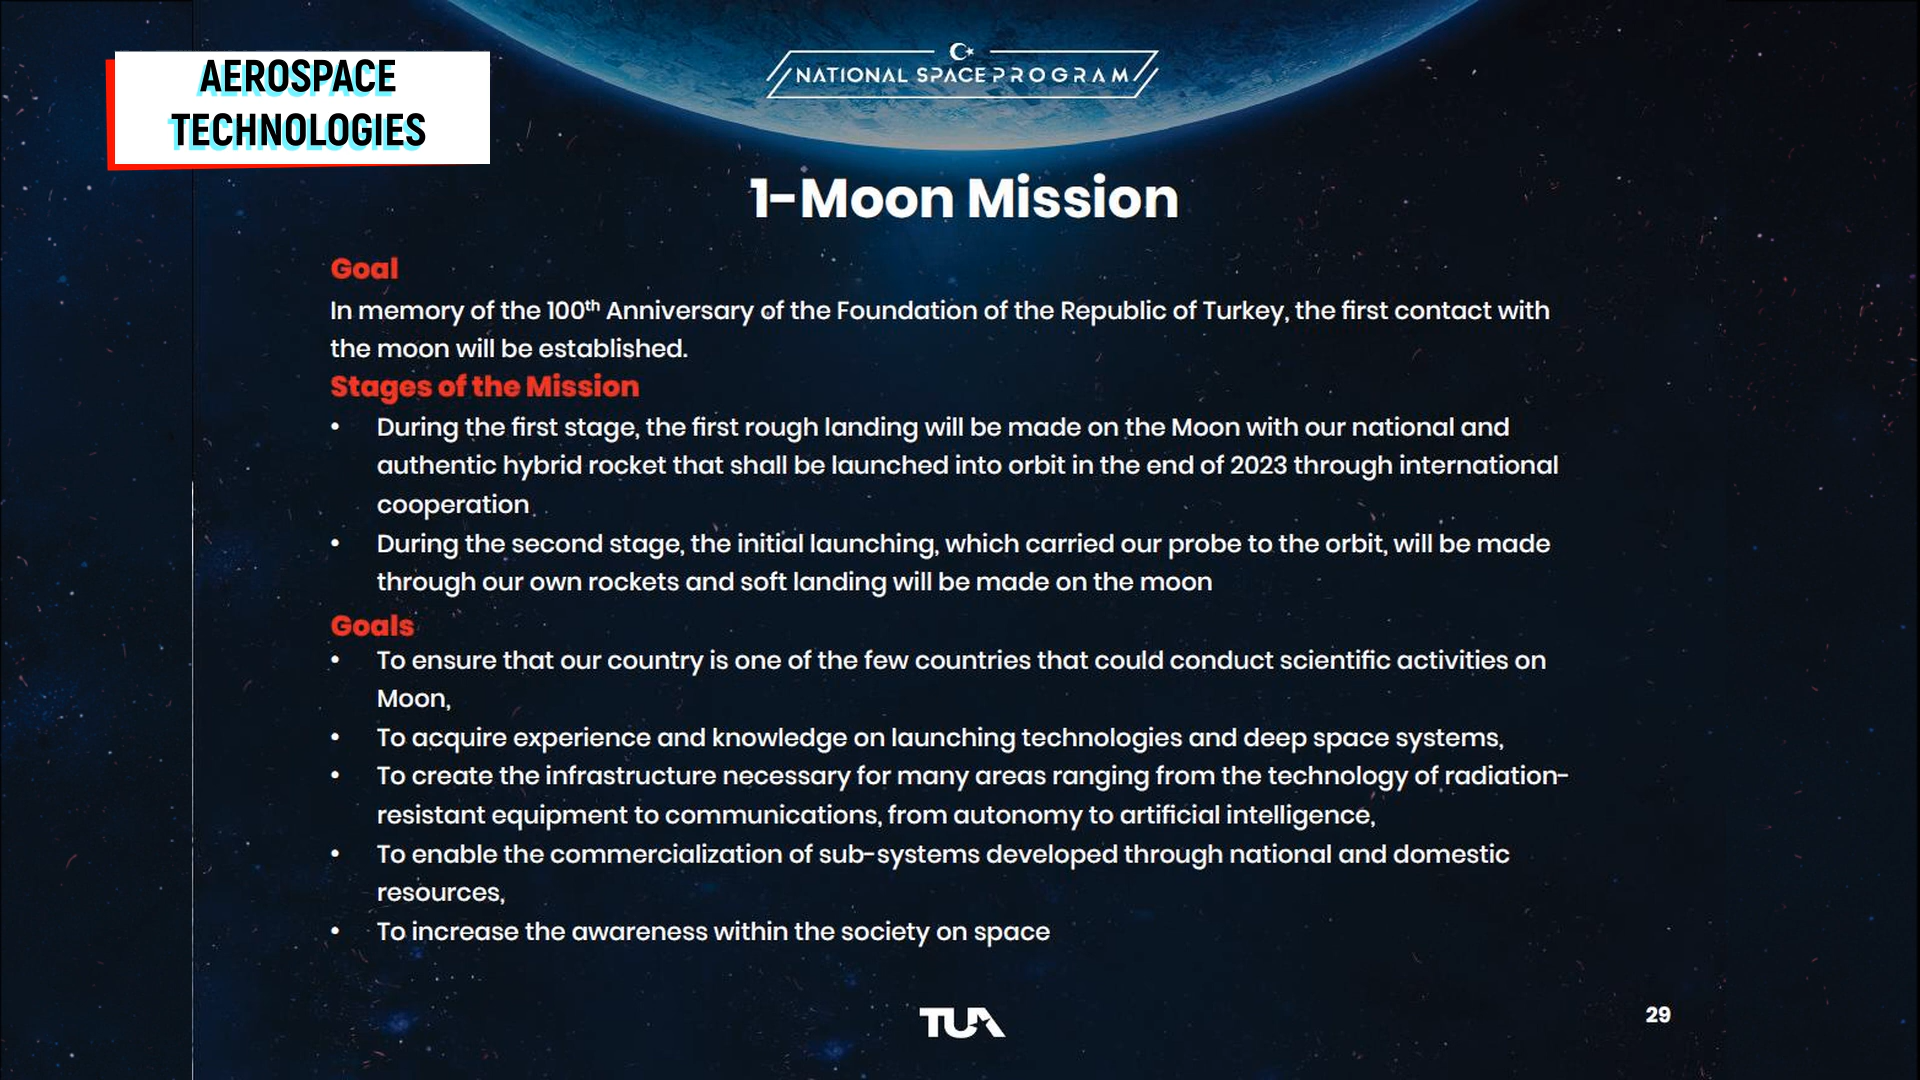 AEROSPACE
TECHNOLOGIES
NATIONAL SPACE PROGRAM
1-Moon Mission
Goal
In memory of the 100th Anniversary of the Foundation of the Republic of Turkey, the first contact with
the moon will be established.
Stages of the Mission
• During the first stage, the first rough landing will be made on the Moon with our national and
authentic hybrid rocket that shall be launched into orbit in the end of 2023 through international
cooperation
• During the second stage, the initial launching, which carried our probe to the orbit, will be made
through our own rockets and soft landing will be made on the moon
Goals
• To ensure that our country is one of the few countries that could conduct scientific activities on
Moon,
• To acquire experience and knowledge on launching technologies and deep space systems,
• To create the infrastructure necessary for many areas ranging from the technology of radiation-
resistant equipment to communications, from autonomy to artificial intelligence,
• To enable the commercialization of sub-systems developed through national and domestic
resources,
• To increase the awareness within the society on space
TUA
29